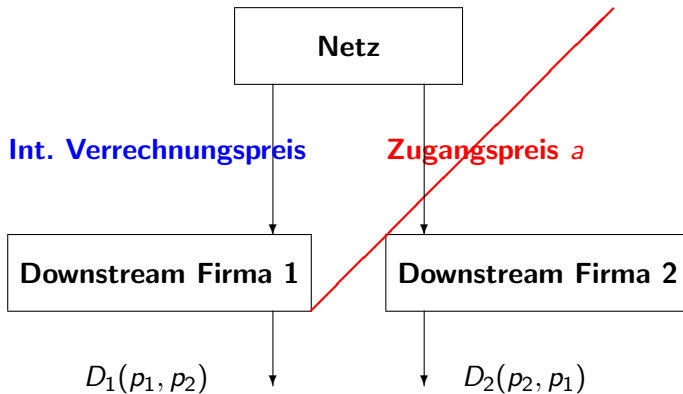 Netz
Int. Verrechnungspreis Zugangspreis a
Downstream Firma 1 Downstream Firma 2
D₁(p₁, p₂) D₂(p₂, p₁)